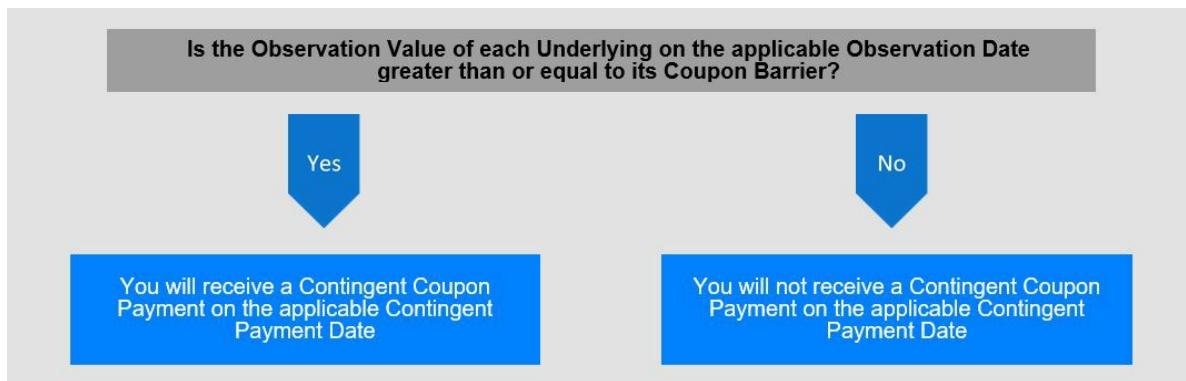 Is the Observation Value of each Underlying on the applicable Observation Date
greater than or equal to its Coupon Barrier?
Yes
No
You will receive a Contingent Coupon
Payment on the applicable Contingent
Payment Date
You will not receive a Contingent Coupon
Payment on the applicable Contingent
Payment Date